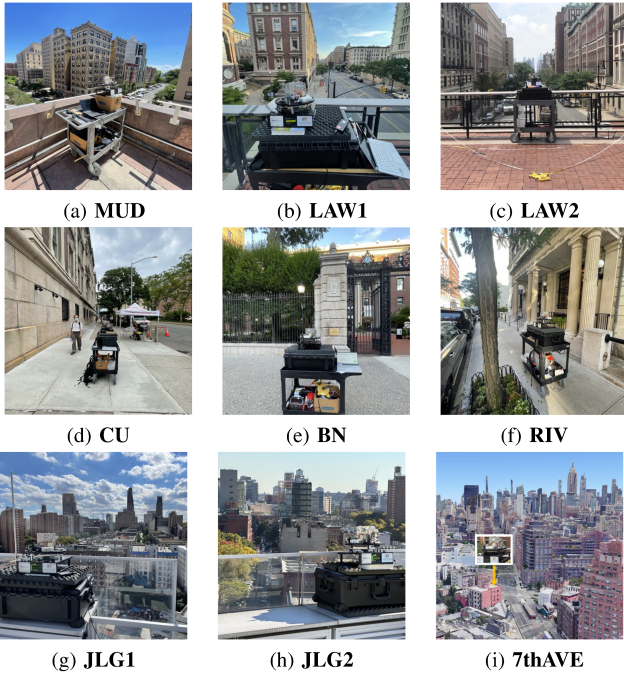 (a) MUD
(b) LAW1
(c) LAW2
(d) CU
(e) BN
(f) RIV
(g) JLG1
(h) JLG2
(i) 7thAVE